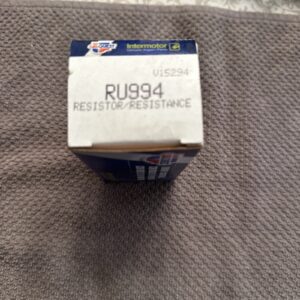 Intermotor
V15294
RU994
RESISTOR/RESISTANCE